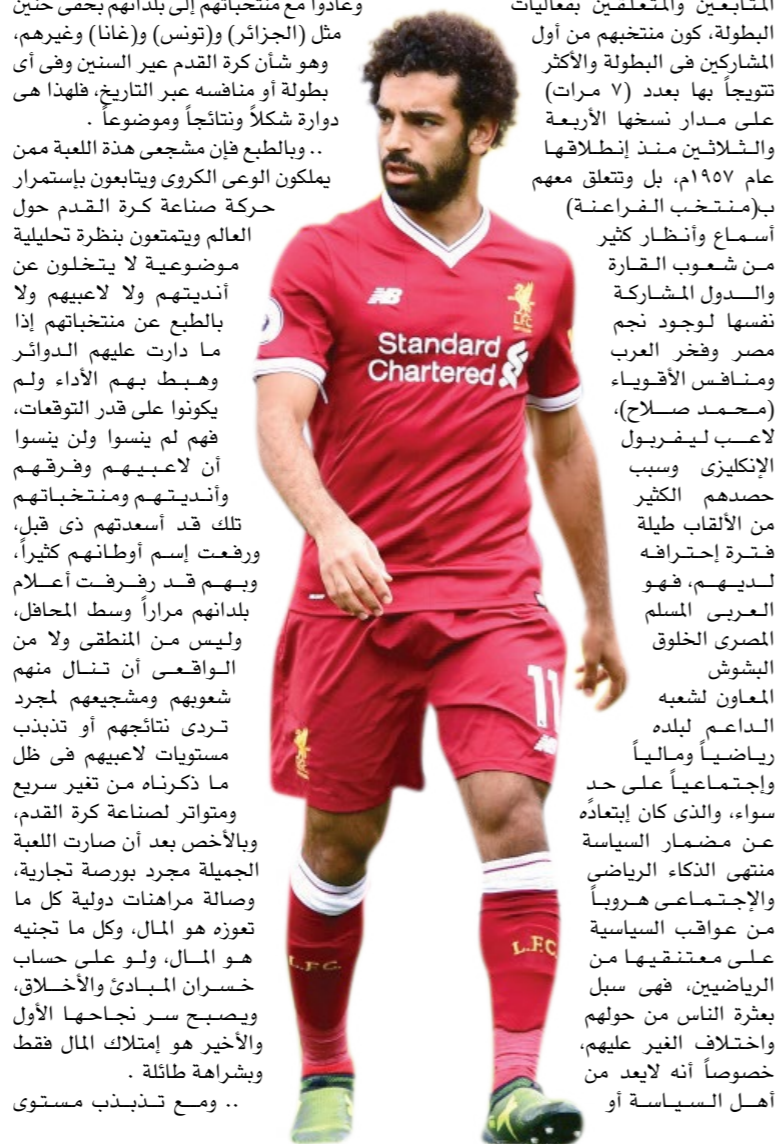 المتابعين والمتعلقين بفعاليات
البطولة، كون منتخبهم من أول
المشاركين فى البطولة والأكثر
تتويجاً بها بعدد (٧ مرات)
على مدار نسخها الأربعة
والثلاثين منذ إنطلاقها
عام ١٩٥٧م، بل وتتعلق معهم
ب(منتخب الفراعنة)
أسماع وأنظار كثير
من شعوب القارة
والدول المشاركة
نفسها لوجود نجم
مصر وفخر العرب
ومنافس الأقوياء
(محمد صلاح)،
لاعب ليفربول
الإنكليزى وسبب
حصدهم الكثير
من الألقاب طيلة
فترة إحترافه
لديهم، فهو
العربى المسلم
المصرى الخلوق
البشوش
المعاون لشعبه
الداعم لبلده
رياضياً ومالياً
وإجتماعياً على حد
سواء، والذى كان إبتعاده
عن مضمار السياسة
منتهى الذكاء الرياضى
والإجتماعى هروباً
من عواقب السياسية
على معتنقيها من
الرياضيين، فهى سبل
بعثرة الناس من حولهم
واختلاف الغير عليهم،
خصوصاً أنه لايعد من
أهل السياسة أو
وعادوا مع منتخباتهم إلى بلدانهم بخفى حنين
مثل (الجزائر) و(تونس) و(غانا) وغيرهم،
وهو شأن كرة القدم عير السنين وفى أى
بطولة أو منافسه عبر التاريخ، فلهذا هى
دوارة شكلاً ونتائجاً وموضوعاً .
.. وبالطبع فإن مشجعى هذة اللعبة ممن
يملكون الوعى الكروى ويتابعون بإستمرار
حركة صناعة كرة القدم حول
العالم ويتمتعون بنظرة تحليلية
موضوعية لا يتخلون عن
أنديتهم ولا لاعبيهم ولا
بالطبع عن منتخباتهم إذا
ما دارت عليهم الدوائر
وهبط بهم الأداء ولم
يكونوا على قدر التوقعات،
فهم لم ينسوا ولن ينسوا
أن لاعبيهم وفرقهم
وأنديتهم ومنتخباتهم
تلك قد أسعدتهم ذى قبل،
ورفعت إسم أوطانهم كثيراً،
وبهم قد رفرفت أعلام
بلدانهم مراراً وسط المحافل،
وليس من المنطقى ولا من
الواقعى أن تنال منهم
شعوبهم ومشجيعهم لمجرد
تردى نتائجهم أو تذبذب
مستويات لاعبيهم فى ظل
ما ذكرناه من تغير سريع
ومتواتر لصناعة كرة القدم،
وبالأخص بعد أن صارت اللعبة
الجميلة مجرد بورصة تجارية،
وصالة مراهنات دولية كل ما
تعوزه هو المال، وكل ما تجنيه
هو المال، ولو على حساب
خسران المبادئ والأخلاق،
ويصبح سر نجاحها الأول
والأخير هو إمتلاك المال فقط
وبشراهة طائلة .
.. ومع تذبذب مستوى
NB
L.F.C.
Standard
Chartered
11
NB
L.F.C.
L.F.C